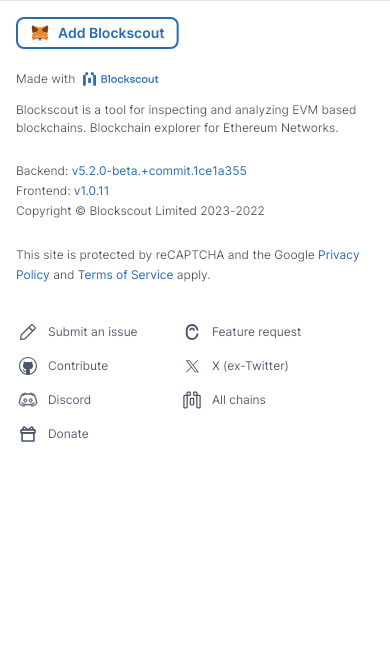 Add Blockscout
Made with Blockscout
Blockscout is a tool for inspecting and analyzing EVM based
blockchains. Blockchain explorer for Ethereum Networks.
Backend: v5.2.0-beta.+commit.1ce1a355
Frontend: v1.0.11
Copyright © Blockscout Limited 2023-2022
This site is protected by reCAPTCHA and the Google Privacy
Policy and Terms of Service apply.
Submit an issue
Feature request
Contribute
X (ex-Twitter)
Discord
All chains
Donate